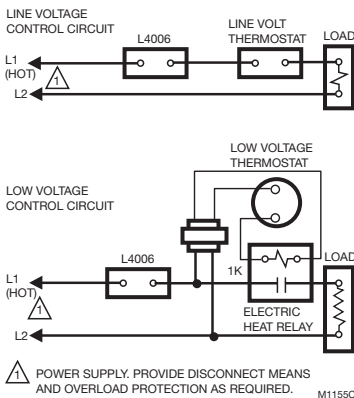 LINE VOLTAGE
CONTROL CIRCUIT
L4006
LINE VOLT
THERMOSTAT
LOAD
L1
(HOT)
1
L2
LOW VOLTAGE
THERMOSTAT
LOW VOLTAGE
CONTROL CIRCUIT
L4006
1K
LOAD
L1
(HOT)
1
ELECTRIC
HEAT RELAY
L2
1 POWER SUPPLY. PROVIDE DISCONNECT MEANS
AND OVERLOAD PROTECTION AS REQUIRED.
M1155C